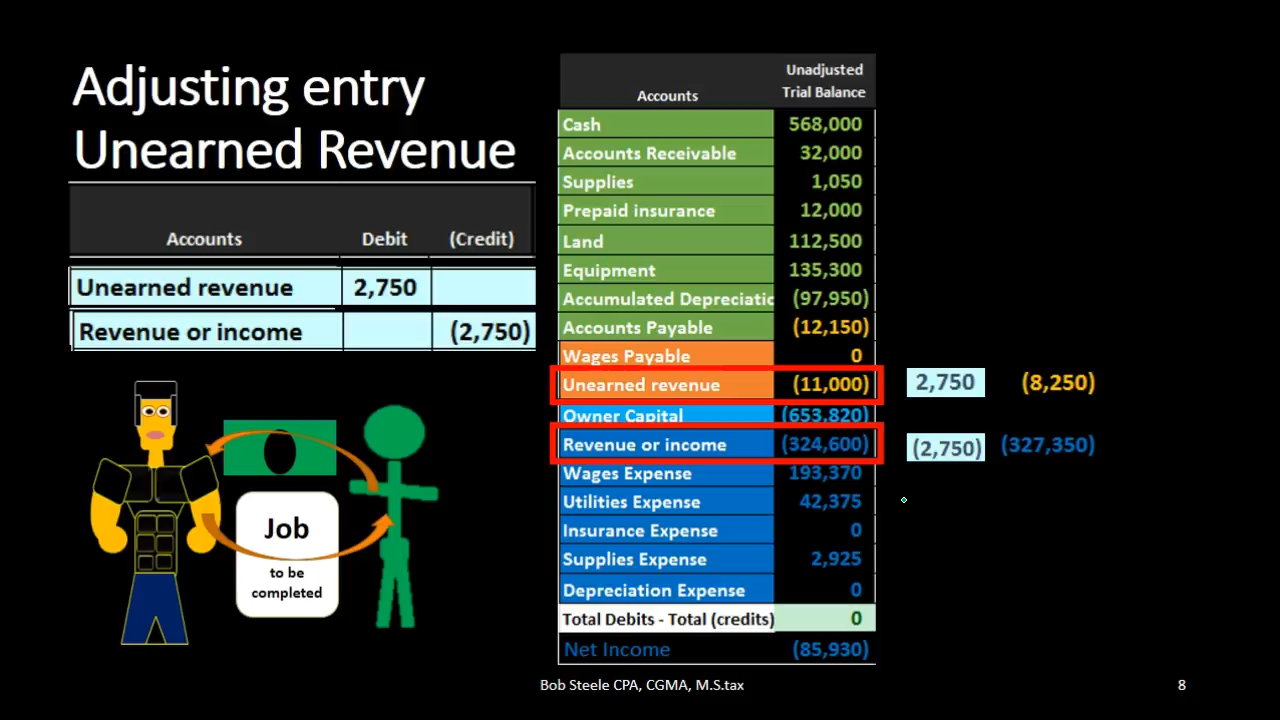 Adjusting entry
Unearned Revenue
Accounts Debit (Credit)
Unearned revenue 2,750
Revenue or income (2,750)
Job
to be
completed
Accounts Unadjusted Trial Balance
Cash 568,000
Accounts Receivable 32,000
Supplies 1,050
Prepaid insurance 12,000
Land 112,500
Equipment 135,300
Accumulated Depreciatic (97,950)
Accounts Payable (12,150)
Wages Payable 0
Unearned revenue (11,000) 2,750 (8,250)
Owner Capital (653,820)
Revenue or income (324,600) (2,750) (327,350)
Wages Expense 193,370
Utilities Expense 42,375
Insurance Expense 0
Supplies Expense 2,925
Depreciation Expense 0
Total Debits - Total (credits) 0
Net Income (85,930)
Bob Steele CPA, CGMA, M.S.tax 8